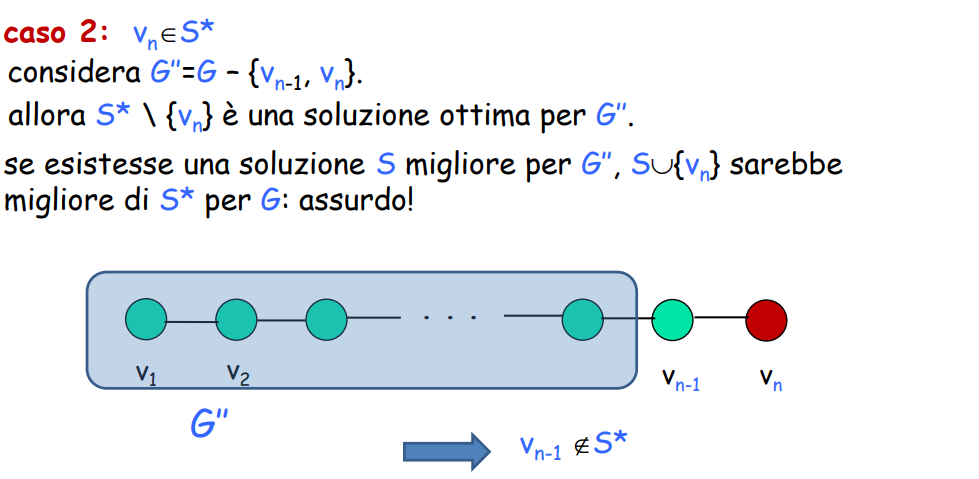 caso 2: vₙ∈S*
considera G"=G – {vₙ₋₁, vₙ}.
allora S* \ {vₙ} è una soluzione ottima per G".
se esistesse una soluzione S migliore per G", S∪{vₙ} sarebbe
migliore di S* per G: assurdo!
. . .
v₁ v₂ vₙ₋₁ vₙ
G"
vₙ₋₁ ∉S*